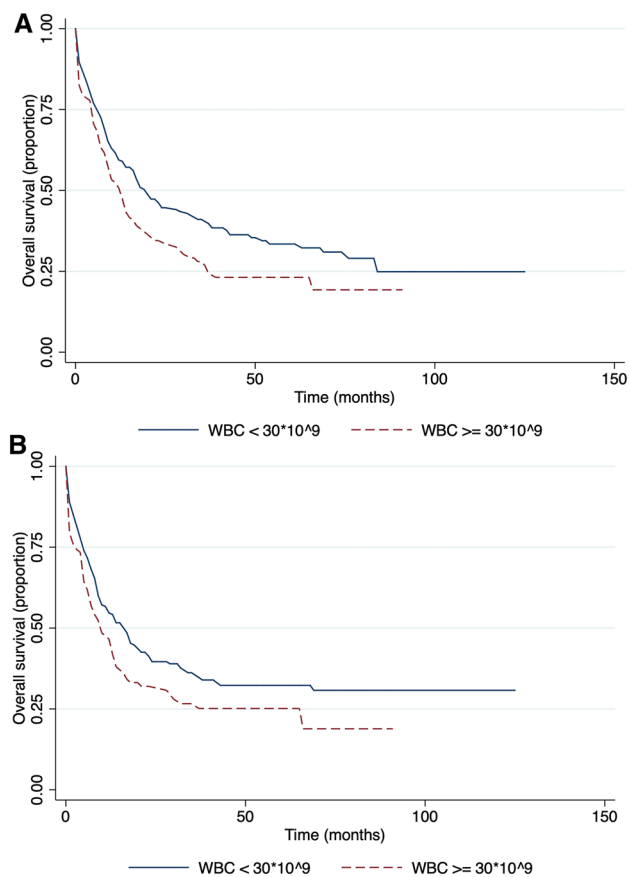 A
Overall survival (proportion)
1.00
0.75
0.50
0.25
0.00
0 50 100 150
Time (months)
WBC < 30*10^9 WBC >= 30*10^9
B
Overall survival (proportion)
1.00
0.75
0.50
0.25
0.00
0 50 100 150
Time (months)
WBC < 30*10^9 WBC >= 30*10^9